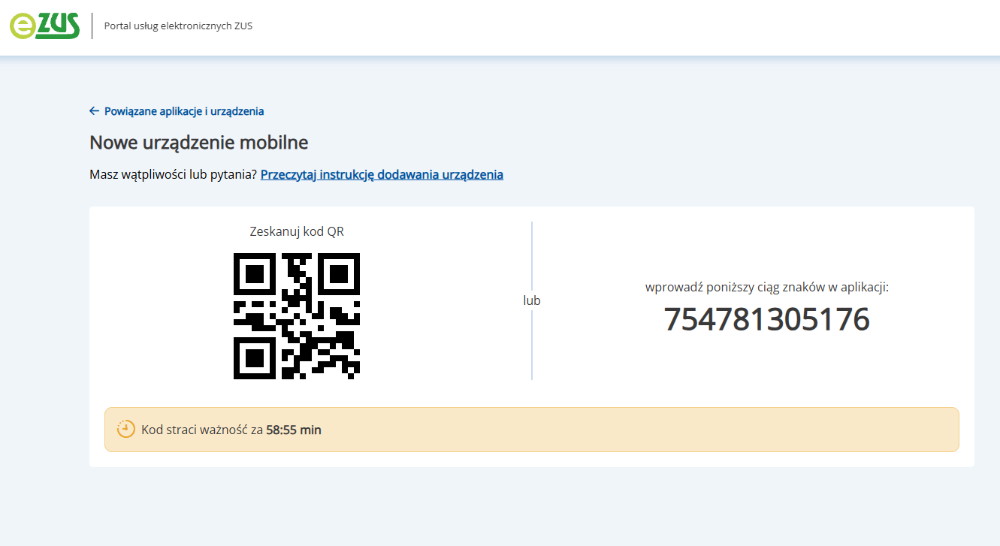 eZUS
Portal usług elektronicznych ZUS
← Powiązane aplikacje i urządzenia
Nowe urządzenie mobilne
Masz wątpliwości lub pytania? Przeczytaj instrukcję dodawania urządzenia
Zeskanuj kod QR
lub
wprowadź poniższy ciąg znaków w aplikacji:
754781305176
Kod straci ważność za 58:55 min